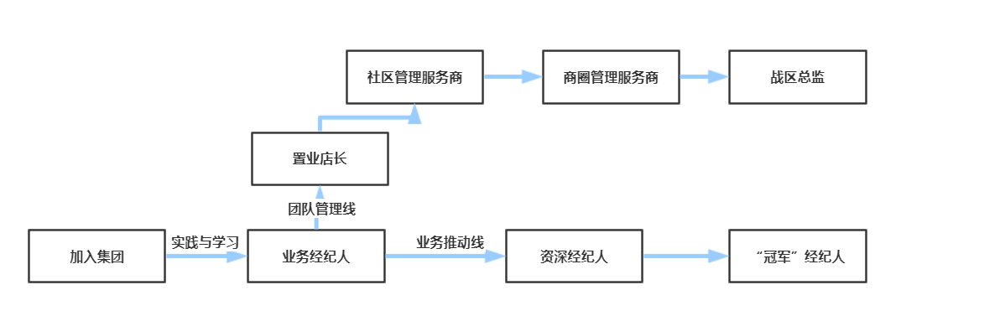 社区管理服务商
商圈管理服务商
战区总监
置业店长
团队管理线
加入集团
实践与学习
业务经纪人
业务推动线
资深经纪人
“冠军”经纪人